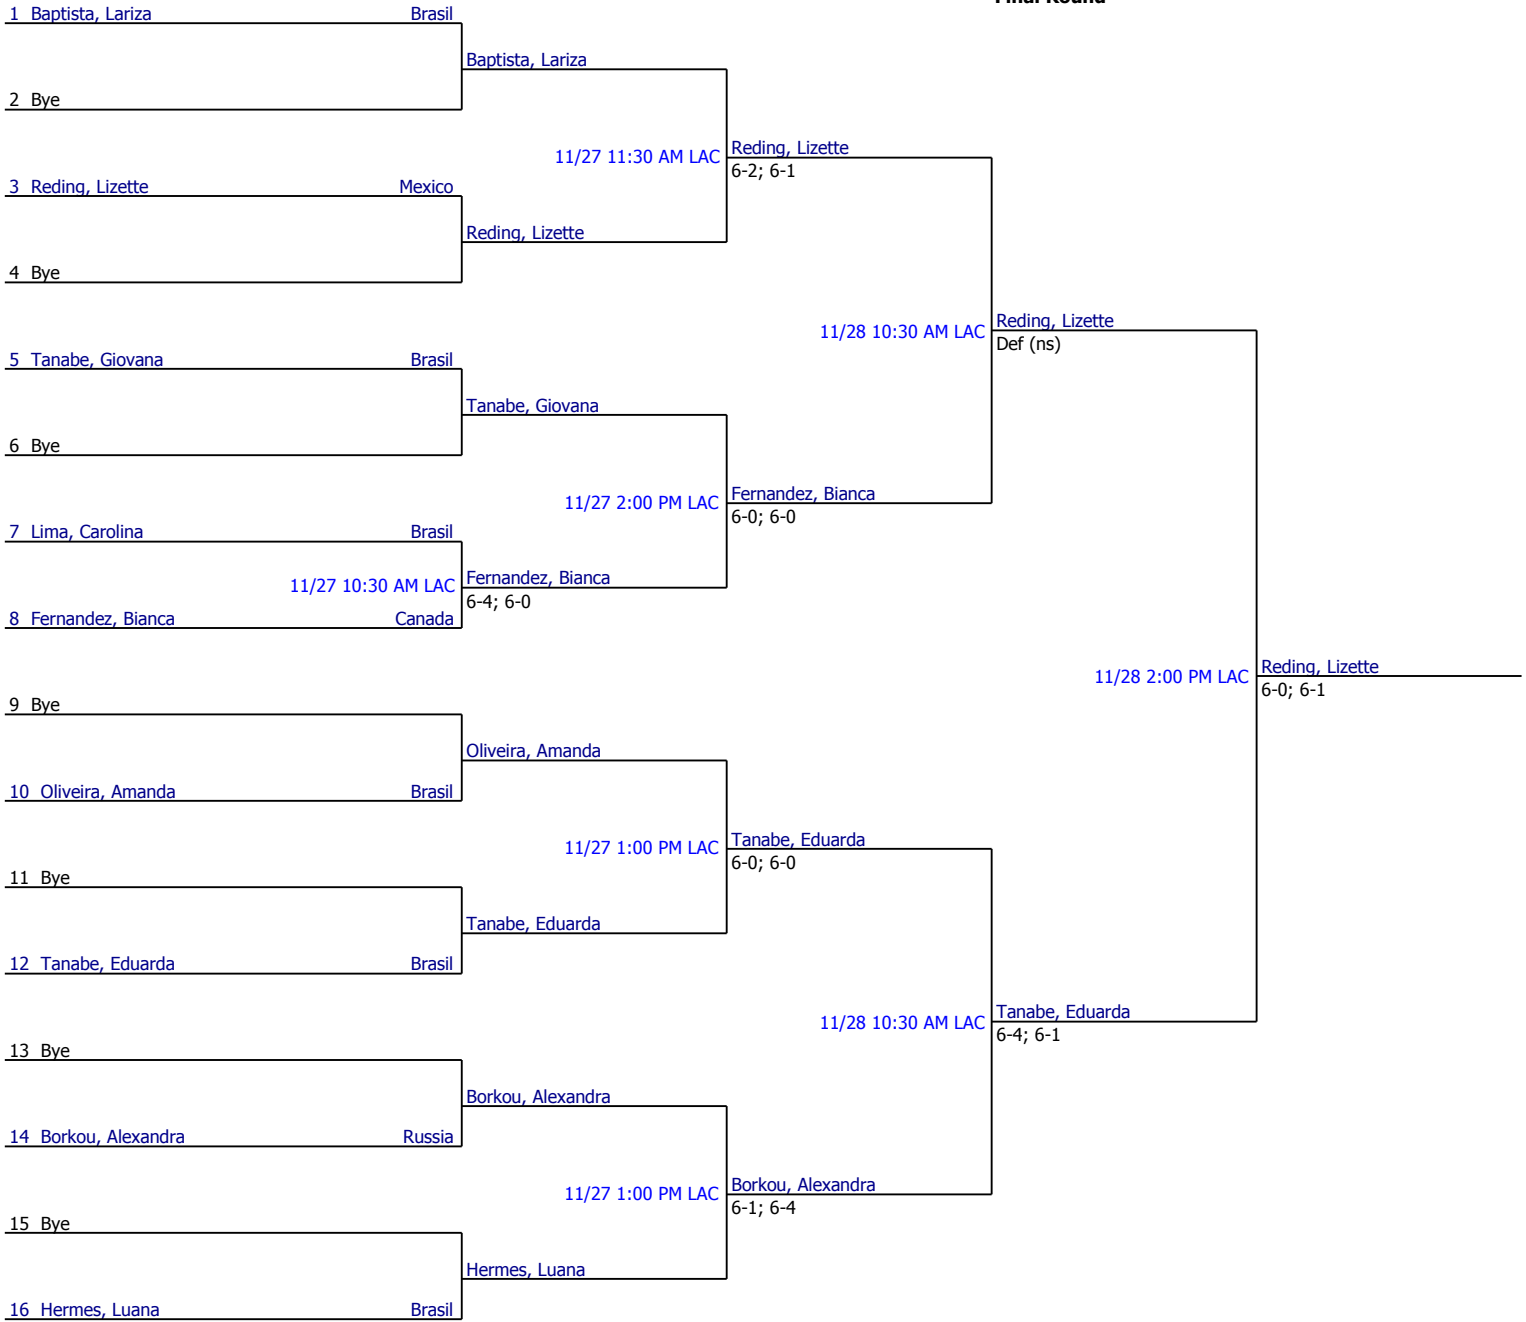 Final Round
1 Baptista, Lariza Brasil
Baptista, Lariza
2 Bye
11/27 11:30 AM LAC Reding, Lizette
6-2; 6-1
3 Reding, Lizette Mexico
Reding, Lizette
4 Bye
11/28 10:30 AM LAC Reding, Lizette
Def (ns)
5 Tanabe, Giovana Brasil
Tanabe, Giovana
6 Bye
11/27 2:00 PM LAC Fernandez, Bianca
6-0; 6-0
7 Lima, Carolina Brasil
11/27 10:30 AM LAC Fernandez, Bianca
6-4; 6-0
8 Fernandez, Bianca Canada
11/28 2:00 PM LAC Reding, Lizette
6-0; 6-1
9 Bye
Oliveira, Amanda
10 Oliveira, Amanda Brasil
11/27 1:00 PM LAC Tanabe, Eduarda
6-0; 6-0
11 Bye
Tanabe, Eduarda
12 Tanabe, Eduarda Brasil
11/28 10:30 AM LAC Tanabe, Eduarda
6-4; 6-1
13 Bye
Borkou, Alexandra
14 Borkou, Alexandra Russia
11/27 1:00 PM LAC Borkou, Alexandra
6-1; 6-4
15 Bye
Hermes, Luana
16 Hermes, Luana Brasil